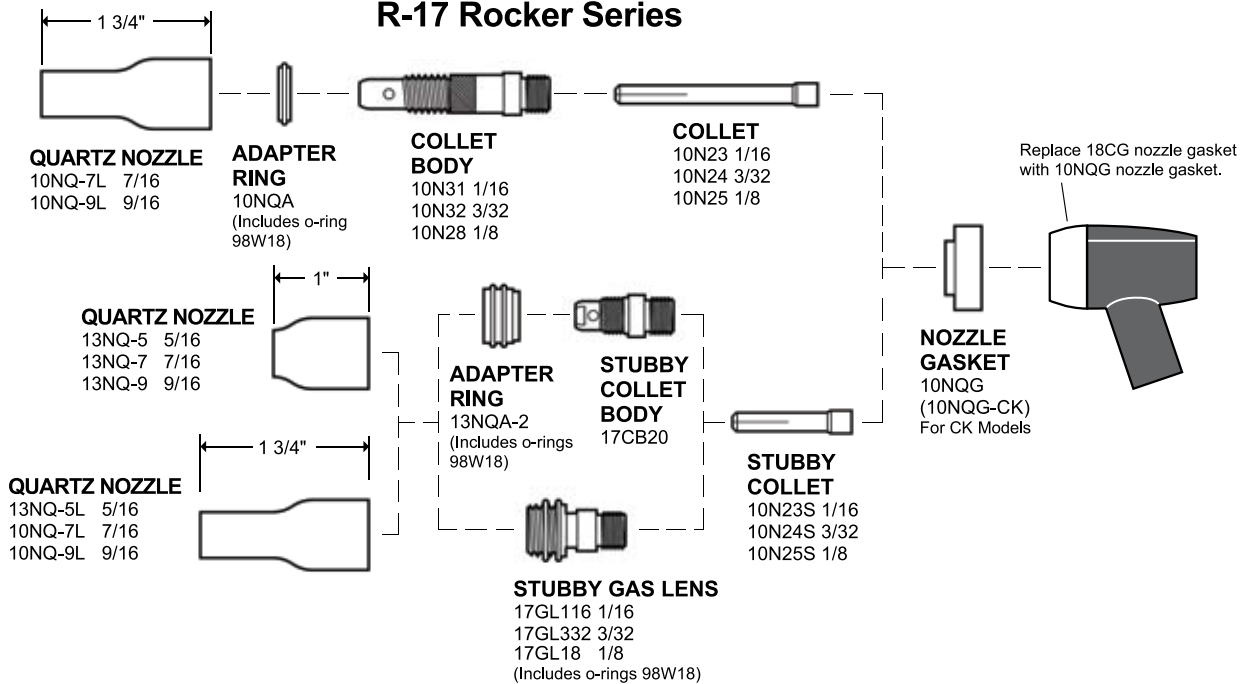 R-17 Rocker Series
1 3/4"
QUARTZ NOZZLE
10NQ-7L 7/16
10NQ-9L 9/16
ADAPTER
RING
10NQA
(Includes o-ring
98W18)
COLLET
BODY
10N31 1/16
10N32 3/32
10N28 1/8
COLLET
10N23 1/16
10N24 3/32
10N25 1/8
Replace 18CG nozzle gasket
with 10NQG nozzle gasket.
1"
QUARTZ NOZZLE
13NQ-5 5/16
13NQ-7 7/16
13NQ-9 9/16
ADAPTER
RING
13NQA-2
(Includes o-rings
98W18)
STUBBY
COLLET
BODY
17CB20
NOZZLE
GASKET
10NQG
(10NQG-CK)
For CK Models
1 3/4"
QUARTZ NOZZLE
13NQ-5L 5/16
10NQ-7L 7/16
10NQ-9L 9/16
STUBBY
COLLET
10N23S 1/16
10N24S 3/32
10N25S 1/8
STUBBY GAS LENS
17GL116 1/16
17GL332 3/32
17GL18 1/8
(Includes o-rings 98W18)